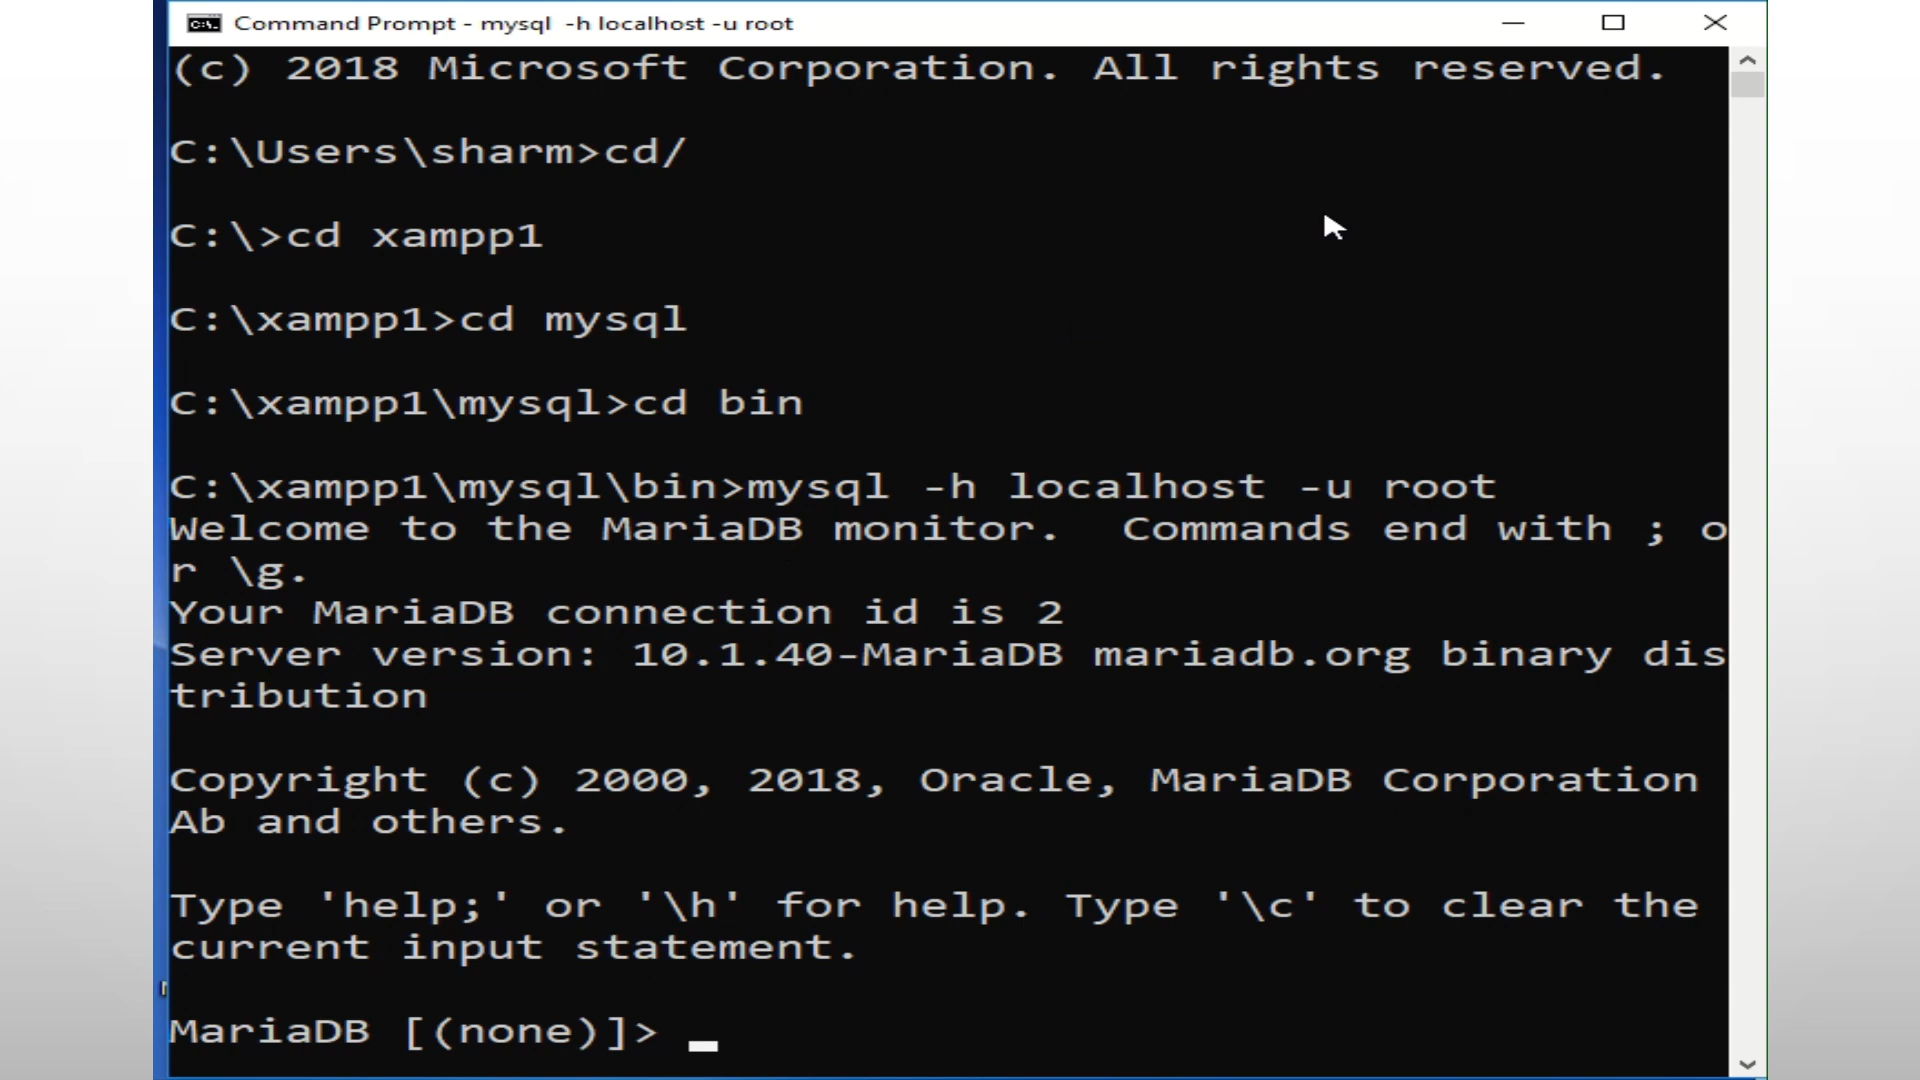 Command Prompt - mysql  -h localhost -u root
(c) 2018 Microsoft Corporation. All rights reserved.
C:\Users\sharm>cd/
C:\>cd xampp1
C:\xampp1>cd mysql
C:\xampp1\mysql>cd bin
C:\xampp1\mysql\bin>mysql -h localhost -u root
Welcome to the MariaDB monitor.  Commands end with ; o
r \g.
Your MariaDB connection id is 2
Server version: 10.1.40-MariaDB mariadb.org binary dis
tribution
Copyright (c) 2000, 2018, Oracle, MariaDB Corporation
Ab and others.
Type 'help;' or '\h' for help. Type '\c' to clear the
current input statement.
MariaDB [(none)]> _